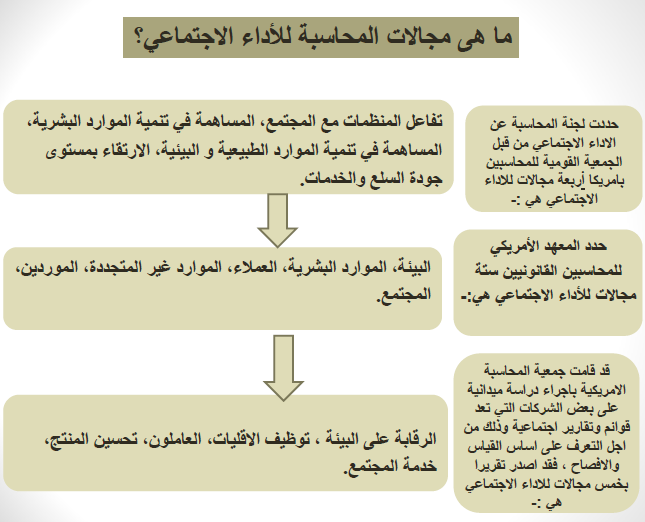 ما هى مجالات المحاسبة للأداء الاجتماعي؟
حددت لجنة المحاسبة عن
الاداء الاجتماعي من قبل
الجمعية القومية للمحاسبين
بامريكا أربعة مجالات للاداء
الاجتماعي هي :-
تفاعل المنظمات مع المجتمع، المساهمة في تنمية الموارد البشرية،
المساهمة في تنمية الموارد الطبيعية و البيئية، الارتقاء بمستوى
جودة السلع والخدمات.
حدد المعهد الأمريكي
للمحاسبين القانونيين ستة
مجالات للأداء الاجتماعي هي:-
البيئة، الموارد البشرية، العملاء، الموارد غير المتجددة، الموردين،
المجتمع.
قد قامت جمعية المحاسبة
الامريكية باجراء دراسة ميدانية
على بعض الشركات التي تعد
قوائم وتقارير اجتماعية وذلك من
اجل التعرف على اساس القياس
والافصاح ، فقد اصدر تقريرا
بخمس مجالات للاداء الاجتماعي
هي :-
الرقابة على البيئة ، توظيف الاقليات، العاملون، تحسين المنتج،
خدمة المجتمع.